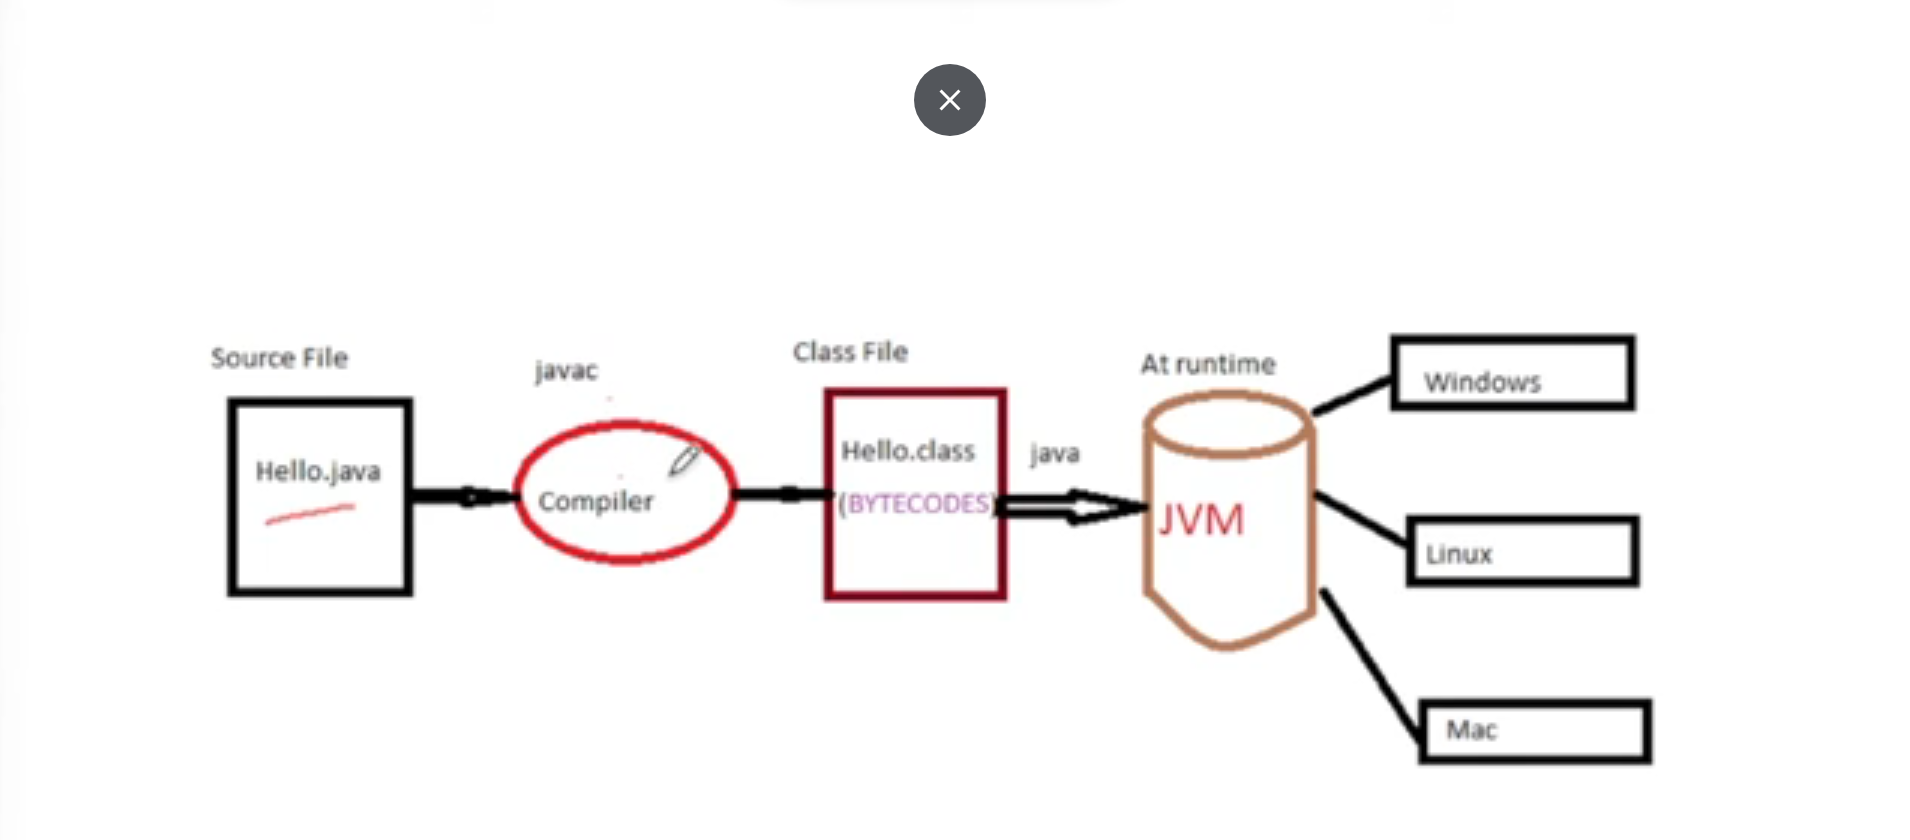 Source File
Hello.java
javac
Compiler
Class File
Hello.class
(BYTECODES)
java
At runtime
JVM
Windows
Linux
Mac